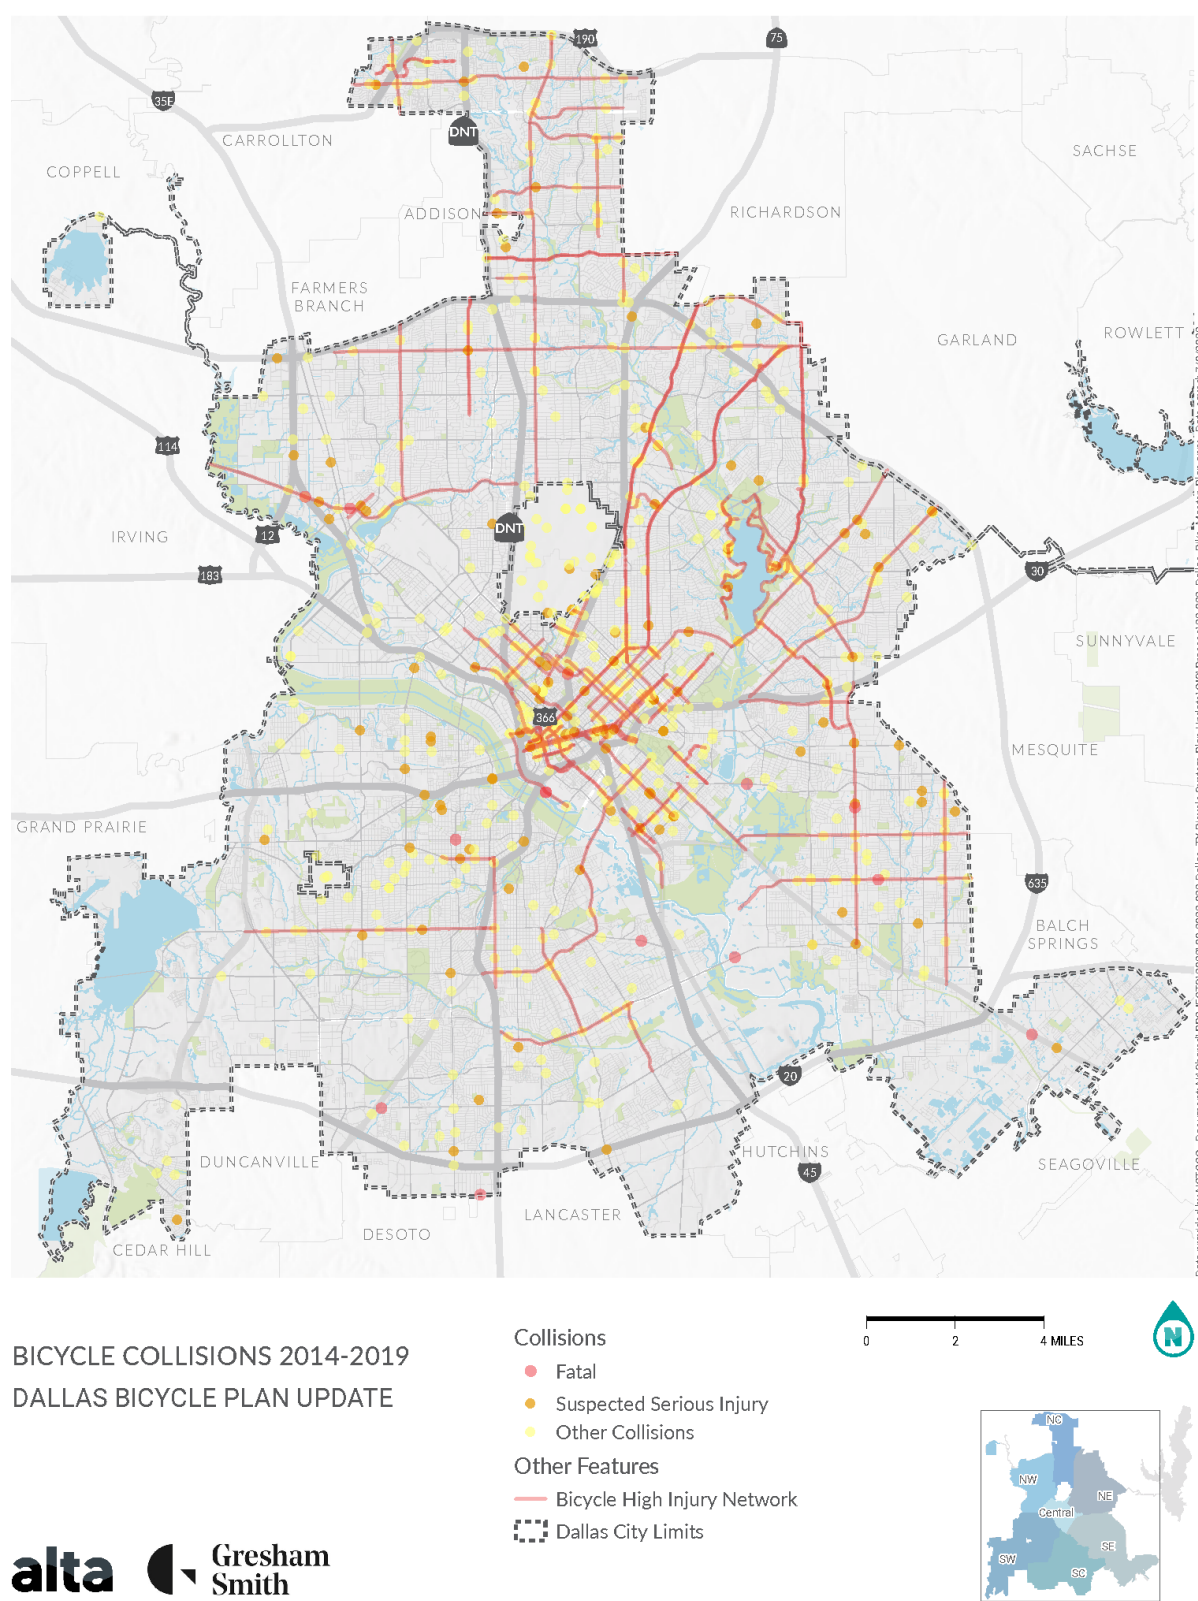 190
75
35E
CARROLLTON
DNT
SACHSE
COPPELL
ADDISON
RICHARDSON
FARMERS
BRANCH
GARLAND
ROWLETT
114
IRVING
12
DNT
183
30
SUNNYVALE
366
MESQUITE
GRAND PRAIRIE
635
BALCH
SPRINGS
20
DUNCANVILLE
HUTCHINS
45
SEAGOVILLE
LANCASTER
DESOTO
CEDAR HILL
BICYCLE COLLISIONS 2014-2019
DALLAS BICYCLE PLAN UPDATE
Collisions
Fatal
Suspected Serious Injury
Other Collisions
Other Features
Bicycle High Injury Network
Dallas City Limits
0 2 4 MILES
N
NC
NW
NE
Central
SE
SW
SC
alta
Gresham
Smith